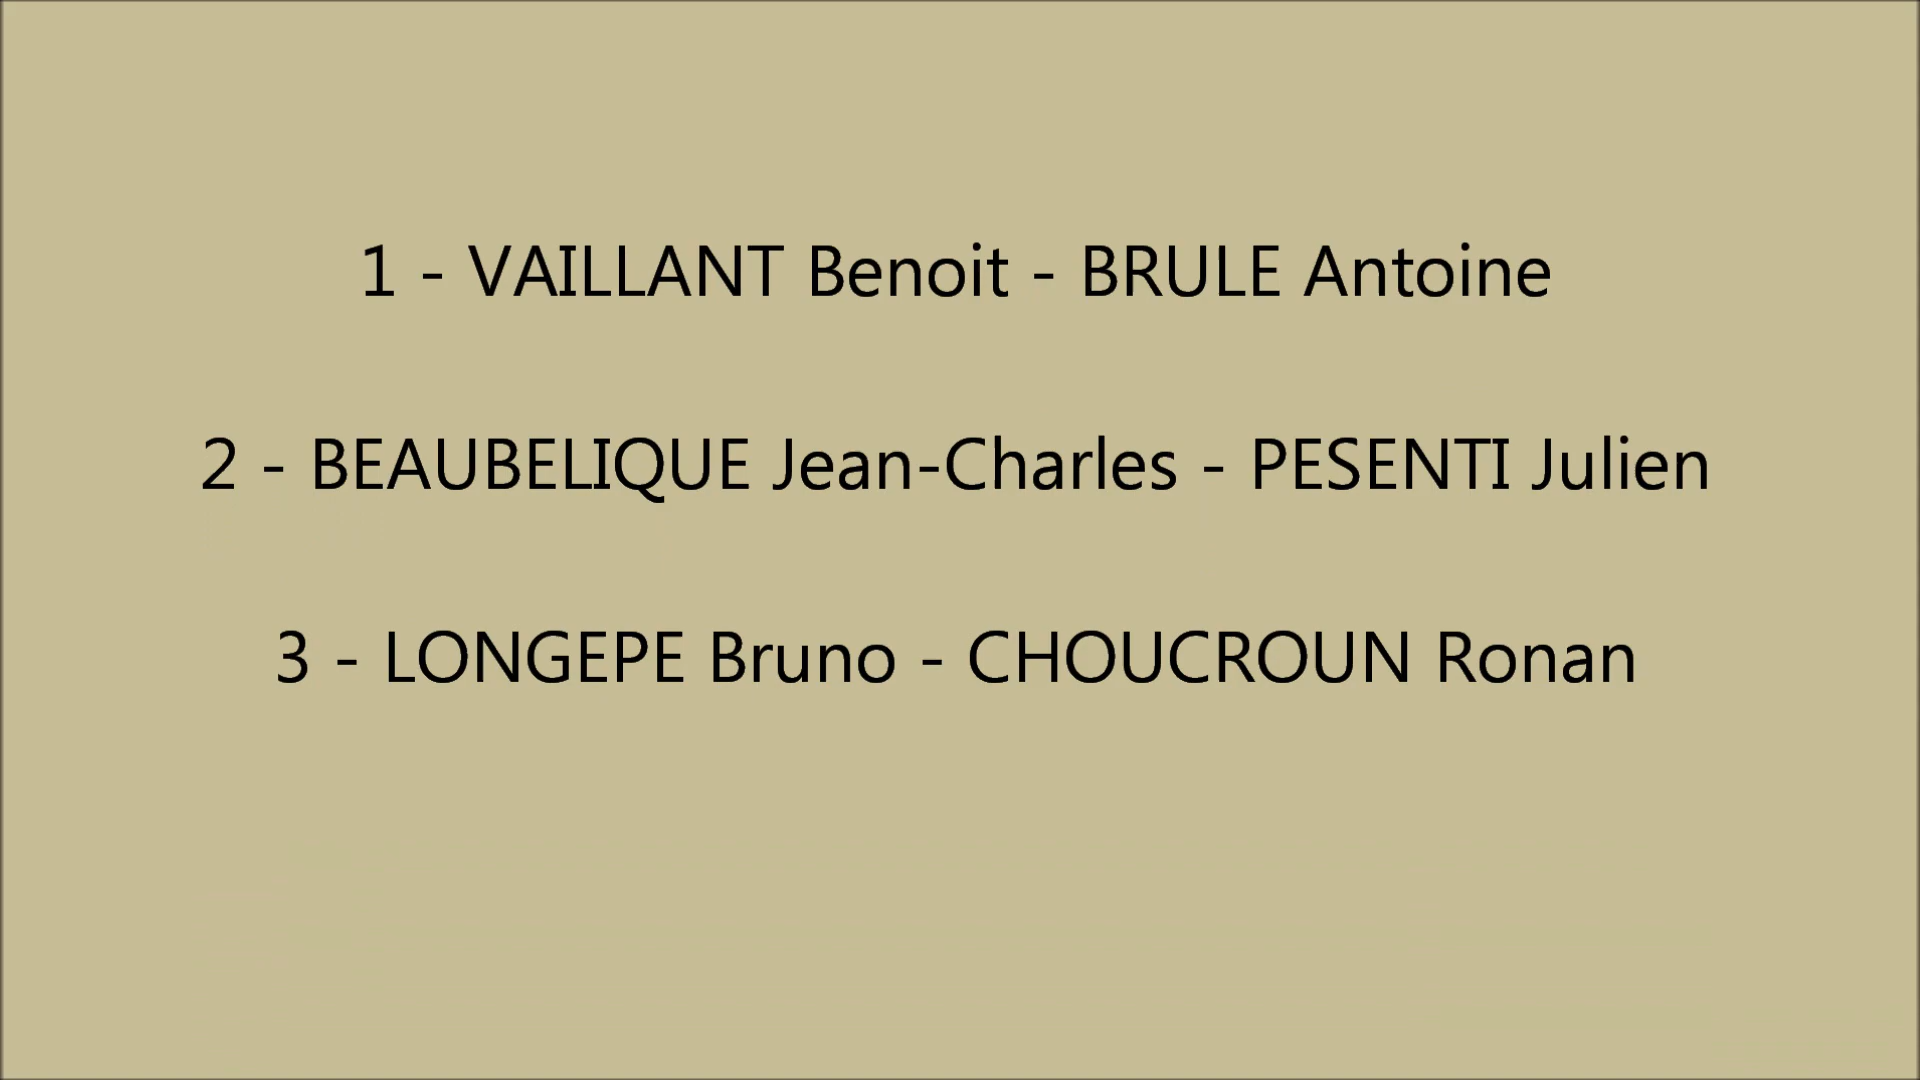 1 - VAILLANT Benoit - BRULE Antoine
2 - BEAUBELIQUE Jean-Charles - PESENTI Julien
3 - LONGEPE Bruno - CHOUCROUN Ronan